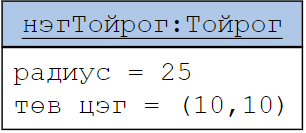 нэгТойрог:Тойрог
радиус = 25
төв цэг = (10,10)